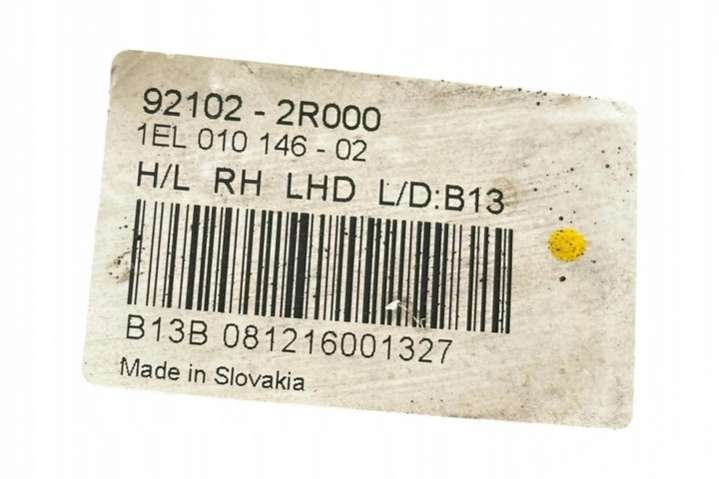 92102 - 2R000
1EL 010 146 - 02
H/L RH LHD L/D:B13
B13B 081216001327
Made in Slovakia